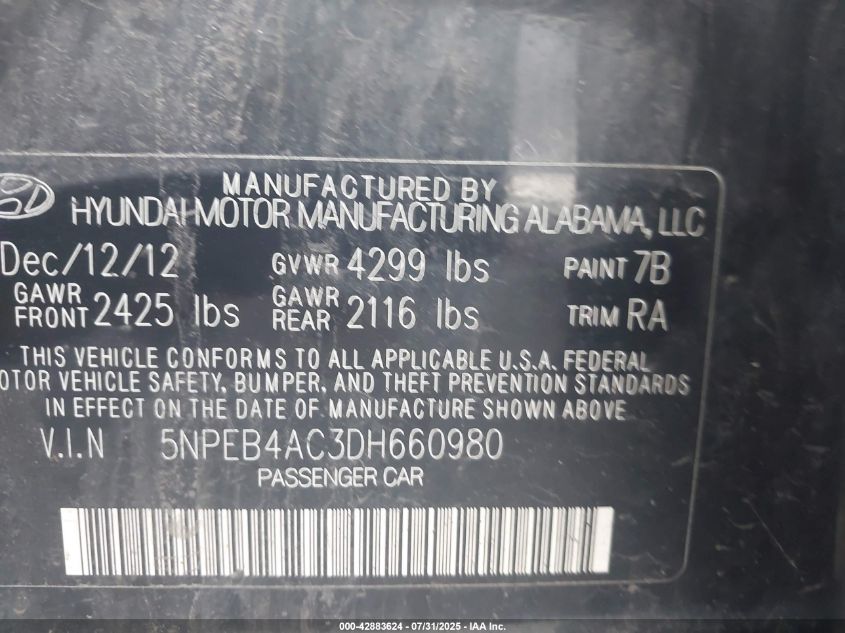 MANUFACTURED BY
HYUNDAI MOTOR MANUFACTURING ALABAMA, LLC
Dec/12/12 GVWR 4299 lbs PAINT 7B
GAWR FRONT 2425 lbs GAWR REAR 2116 lbs TRIM RA
THIS VEHICLE CONFORMS TO ALL APPLICABLE U.S.A. FEDERAL
OTOR VEHICLE SAFETY, BUMPER, AND THEFT PREVENTION STANDARDS
IN EFFECT ON THE DATE OF MANUFACTURE SHOWN ABOVE
V.I.N 5NPEB4AC3DH660980
PASSENGER CAR
000-42883624 - 07/31/2025 - IAA Inc.